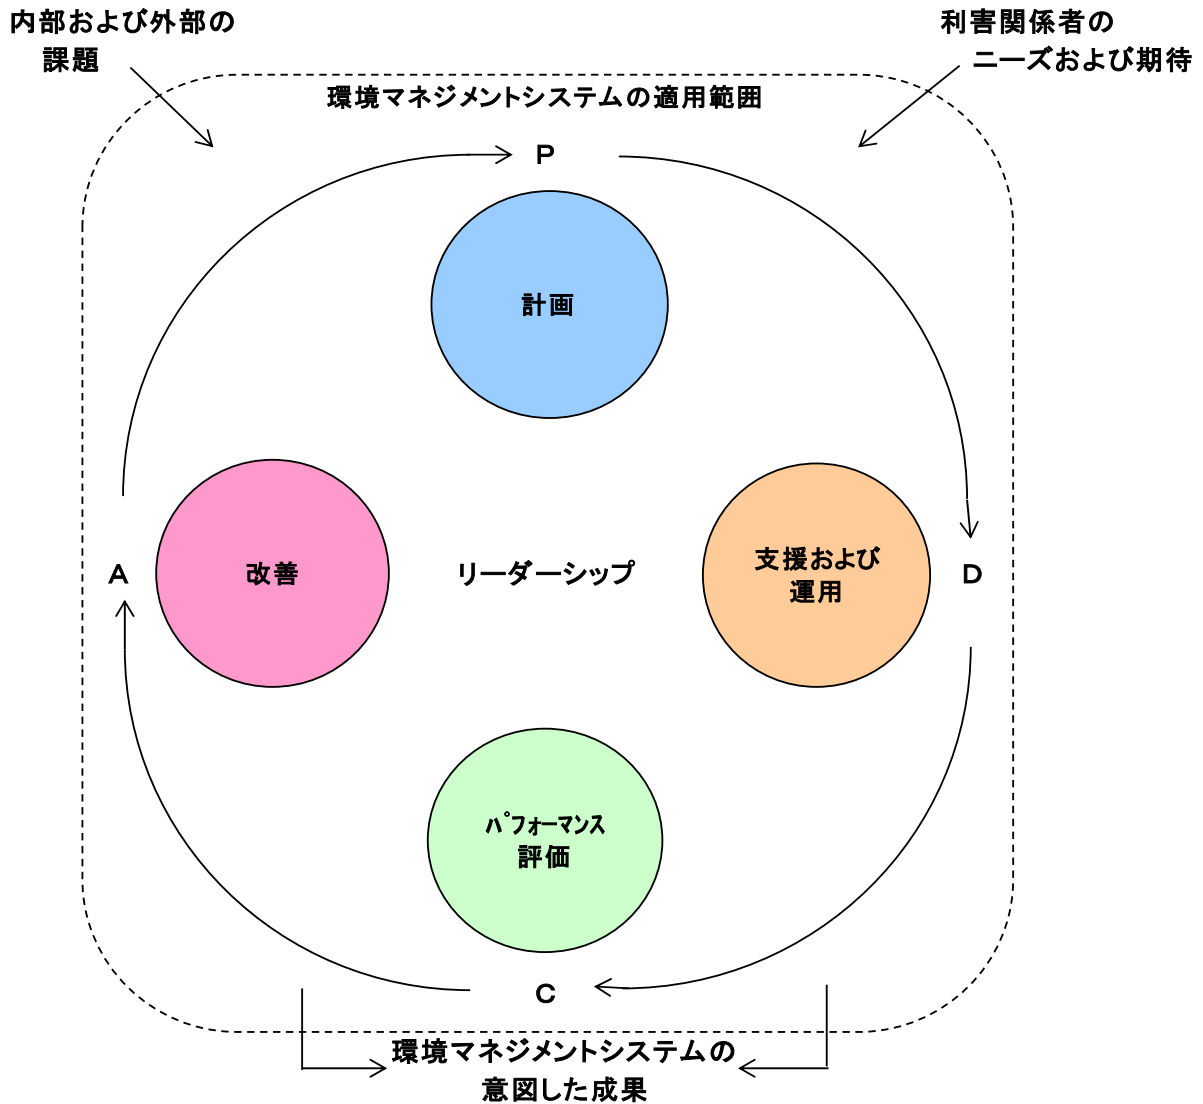 内部および外部の
課題
利害関係者の
ニーズおよび期待
環境マネジメントシステムの適用範囲
P
計画
A
改善
リーダーシップ
支援および
運用
D
ﾊﾟﾌｫｰﾏﾝｽ
評価
C
環境マネジメントシステムの
意図した成果